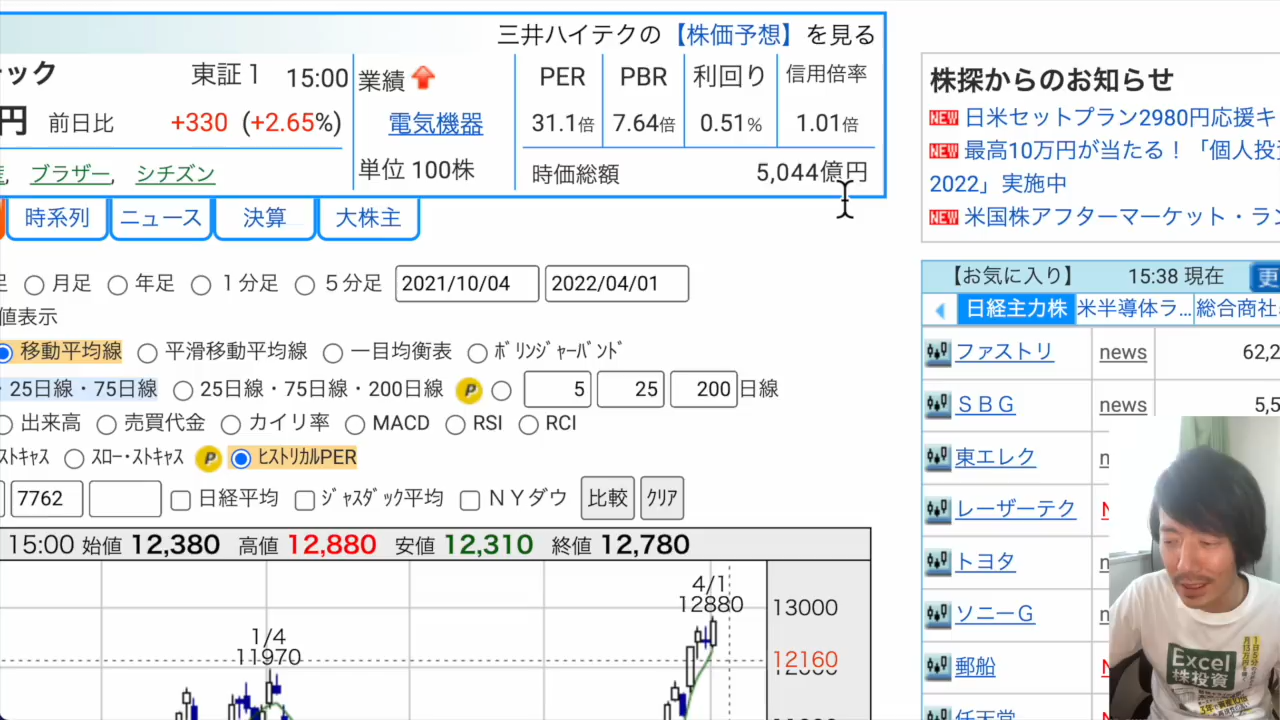 三井ハイテクの【株価予想】を見る
ック
東証１ 15:00
業績
PER PBR 利回り 信用倍率
円 前日比 +330 (+2.65%)
電気機器
31.1倍 7.64倍 0.51% 1.01倍
単位 100株
時価総額 5,044億円
ブラザー, シチズン
時系列 ニュース 決算 大株主
株探からのお知らせ
NEW 日米セットプラン2980円応援キ
NEW 最高10万円が当たる！「個人投
2022」実施中
NEW 米国株アフターマーケット・ラン
足 月足 年足 １分足 ５分足 2021/10/04 2022/04/01
値表示
移動平均線 平滑移動平均線 一目均衡表 ﾎﾞﾘﾝｼﾞｬｰﾊﾞﾝﾄﾞ
・25日線・75日線 25日線・75日線・200日線 P 5 25 200 日線
出来高 売買代金 カイリ率 MACD RSI RCI
ｽﾄｷｬｽ ｽﾛｰ･ｽﾄｷｬｽ P ﾋｽﾄﾘｶﾙPER
7762 日経平均 ｼﾞｬｽﾀﾞｯｸ平均 ＮＹダウ 比較 ｸﾘｱ
15:00 始値 12,380 高値 12,880 安値 12,310 終値 12,780
4/1
12880
13000
1/4
11970
12160
【お気に入り】 15:38 現在 更
日経主力株 米半導体ラ... 総合商社
ファストリ news 62,2
ＳＢＧ news 5,5
東エレク n
レーザーテク N
トヨタ n
ソニーＧ n
郵船 N
任天堂 N
Excel
株投資